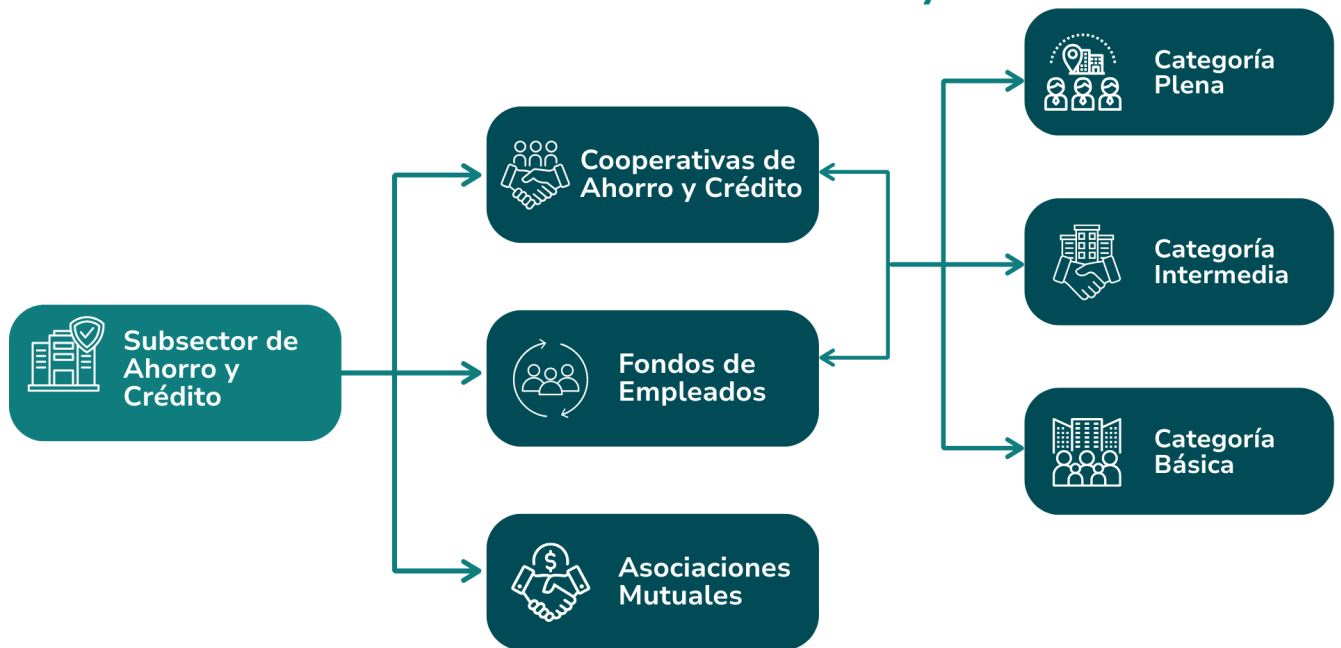 Subsector de
Ahorro y
Crédito
Cooperativas de
Ahorro y Crédito
Fondos de
Empleados
Asociaciones
Mutuales
Categoría
Plena
Categoría
Intermedia
Categoría
Básica
$